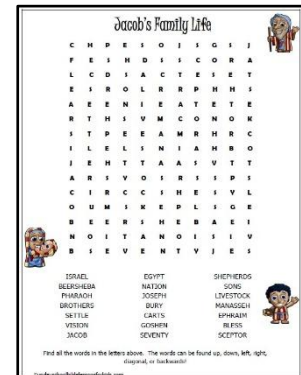 Jacob's Family Life
C H P E S O J S G S J
F E S H D S S C O R A
L C D S A C T E S E T
E S R O L R R P H H S
A E E N I E A T E T E
R T H S V M C O N O K
S T P E E A M R H R C
I L E L S N I A H B O
J E H T T A A S V T T
A R S Y O S R S I P S
C I R C C S H E S Y L
O U M S K E P L S G E
B E E R S H E B A E I
N O I T A N O I S I V
B S E V E N T Y J E S
ISRAEL EGYPT SHEPHERDS
BEERSHEBA NATION SONS
PHARAOH JOSEPH LIVESTOCK
BROTHERS BURY MANASSEH
SETTLE CARTS EPHRAIM
VISION GOSHEN BLESS
JACOB SEVENTY SCEPTOR
Find all the words in the letters above. The words can be found up, down, left, right,
diagonal, or backwards!